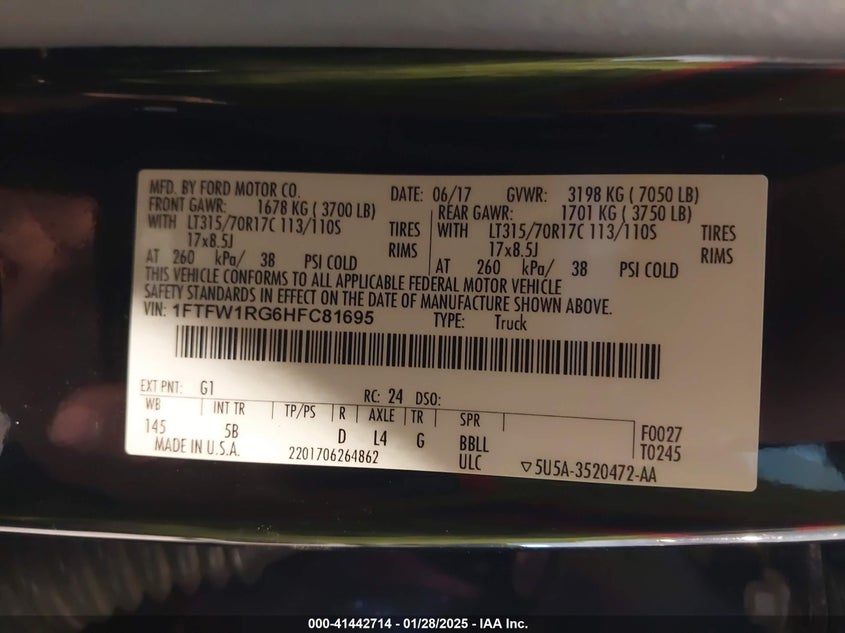 MFD. BY FORD MOTOR CO. DATE: 06/17 GVWR: 3198 KG ( 7050 LB)
FRONT GAWR: 1678 KG ( 3700 LB) REAR GAWR: 1701 KG ( 3750 LB)
WITH LT315/70R17C 113/110S TIRES WITH LT315/70R17C 113/110S TIRES
17x8.5J RIMS 17x8.5J RIMS
AT 260 kPa/ 38 PSI COLD AT 260 kPa/ 38 PSI COLD
THIS VEHICLE CONFORMS TO ALL APPLICABLE FEDERAL MOTOR VEHICLE
SAFETY STANDARDS IN EFFECT ON THE DATE OF MANUFACTURE SHOWN ABOVE.
VIN: 1FTFW1RG6HFC81695 TYPE: Truck
EXT PNT: G1 RC: 24 DSO:
WB INT TR TP/PS R AXLE TR SPR
145 5B D L4 G BBLL F0027
ULC T0245
MADE IN U.S.A. 2201706264862 ▽5U5A-3520472-AA
000-41442714 - 01/28/2025 - IAA Inc.